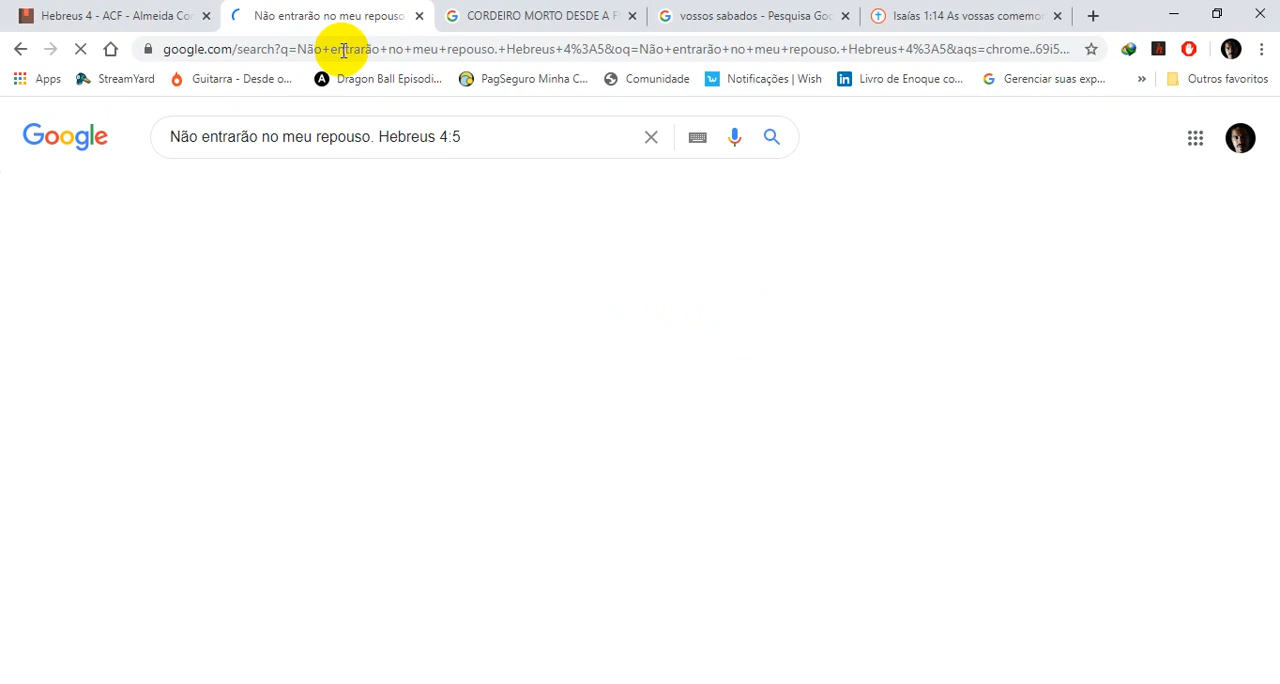 Hebreus 4 - ACF - Almeida Cor
Não entrarão no meu repouso
CORDEIRO MORTO DESDE A F
vossos sabados - Pesquisa Goo
Isaías 1:14 As vossas comemor
google.com/search?q=Não+entrarão+no+meu+repouso.+Hebreus+4%3A5&oq=Não+entrarão+no+meu+repouso.+Hebreus+4%3A5&aqs=chrome..69i5...
Apps
StreamYard
Guitarra - Desde o...
Dragon Ball Episodi...
PagSeguro Minha C...
Comunidade
Notificações | Wish
Livro de Enoque co...
Gerenciar suas exp...
»
Outros favoritos
Google
Não entrarão no meu repouso. Hebreus 4:5